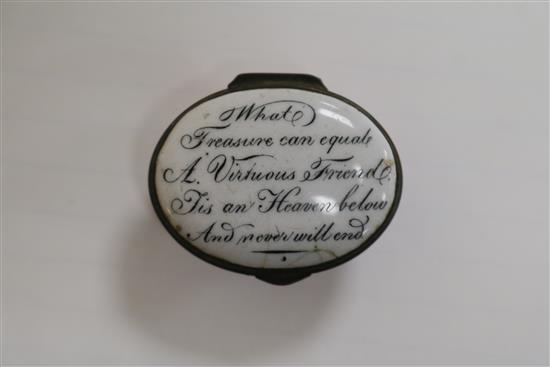 What
Treasure can equal
A. Virtuous Friend.
Tis an Heaven below
And never will end